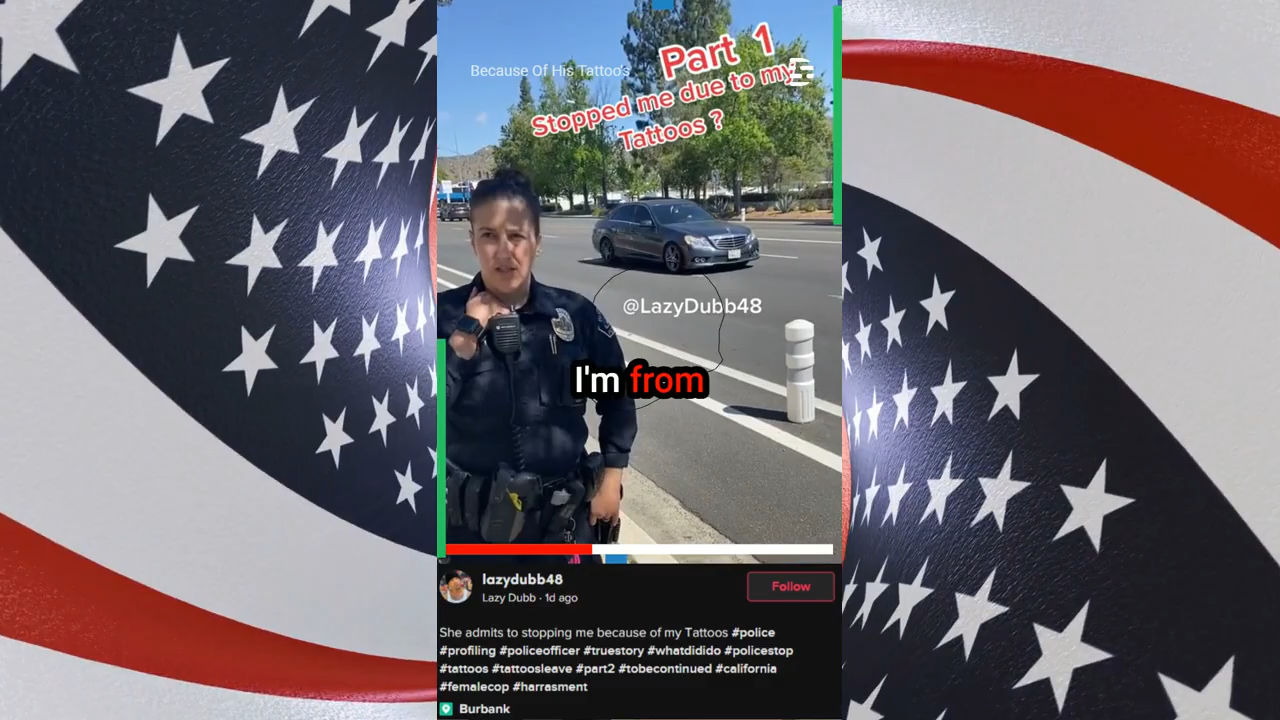 Part 1
Because Of His Tattoo's
Stopped me due to my
Tattoos ?
@LazyDubb48
I'm from
lazydubb48
Lazy Dubb · 1d ago
Follow
She admits to stopping me because of my Tattoos #police
#profiling #policeofficer #truestory #whatdidido #policestop
#tattoos #tattoosleave #part2 #tobecontinued #california
#femalecop #harrasment
Burbank